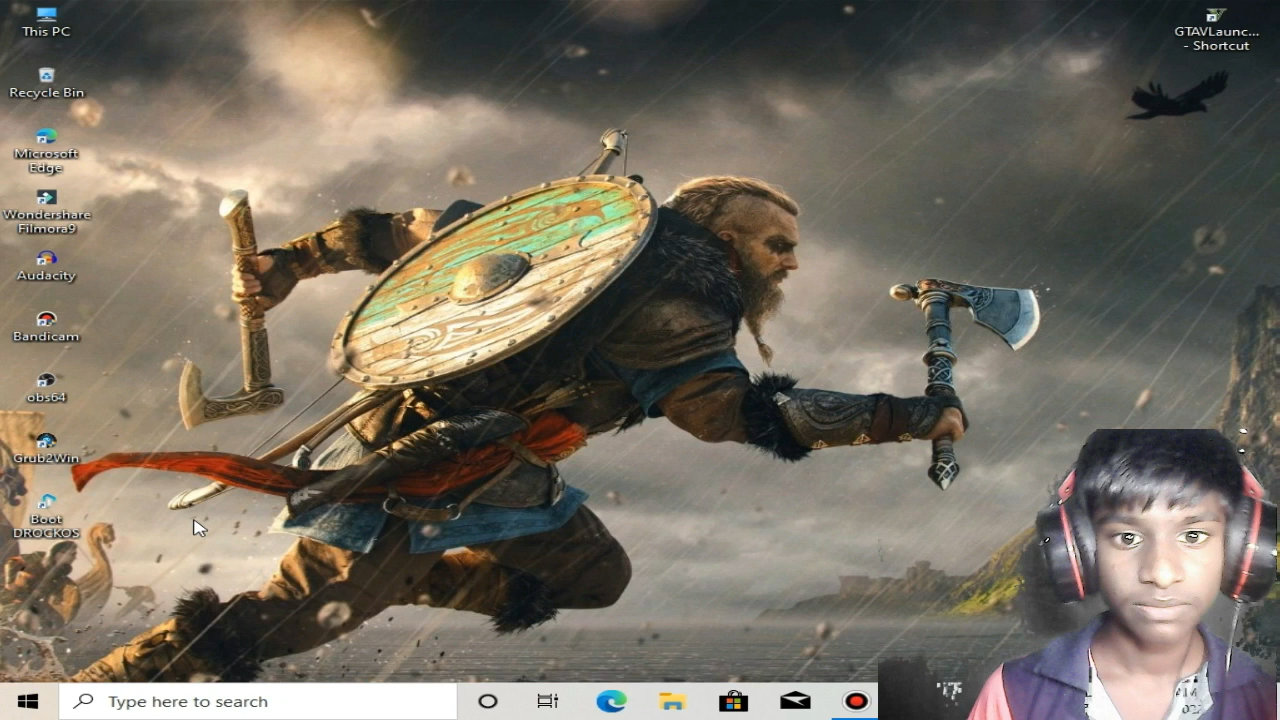 This PC
Recycle Bin
Microsoft
Edge
Wondershare
Filmora9
Audacity
Bandicam
obs64
Grub2Win
Boot
DROCKOS
GTAVLaunc...
- Shortcut
Type here to search